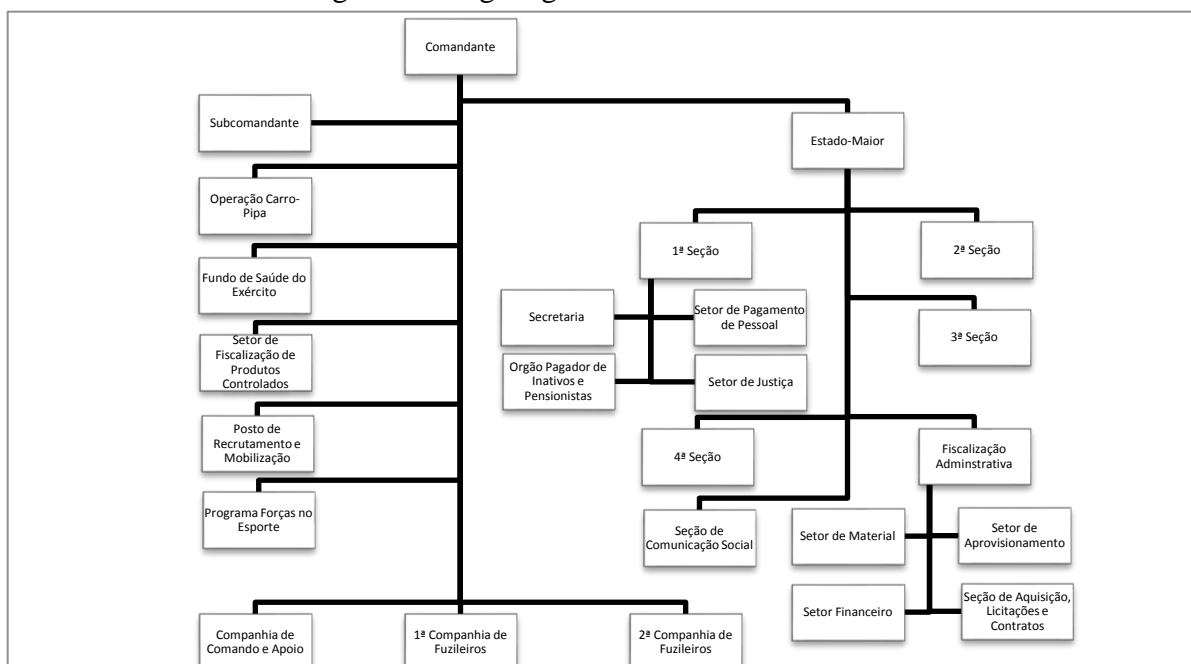 Comandante
Subcomandante
Estado-Maior
Operação Carro-
Pipa
1ª Seção
2ª Seção
Fundo de Saúde do
Exército
Secretaria
Setor de Pagamento
de Pessoal
3ª Seção
Setor de
Fiscalização de
Produtos
Controlados
Orgão Pagador de
Inativos e
Pensionistas
Setor de Justiça
Posto de
Recrutamento e
Mobilização
4ª Seção
Fiscalização
Adminstrativa
Programa Forças no
Esporte
Seção de
Comunicação Social
Setor de Material
Setor de
Aprovisionamento
Setor Financeiro
Seção de Aquisição,
Licitações e
Contratos
Companhia de
Comando e Apoio
1ª Companhia de
Fuzileiros
2ª Companhia de
Fuzileiros